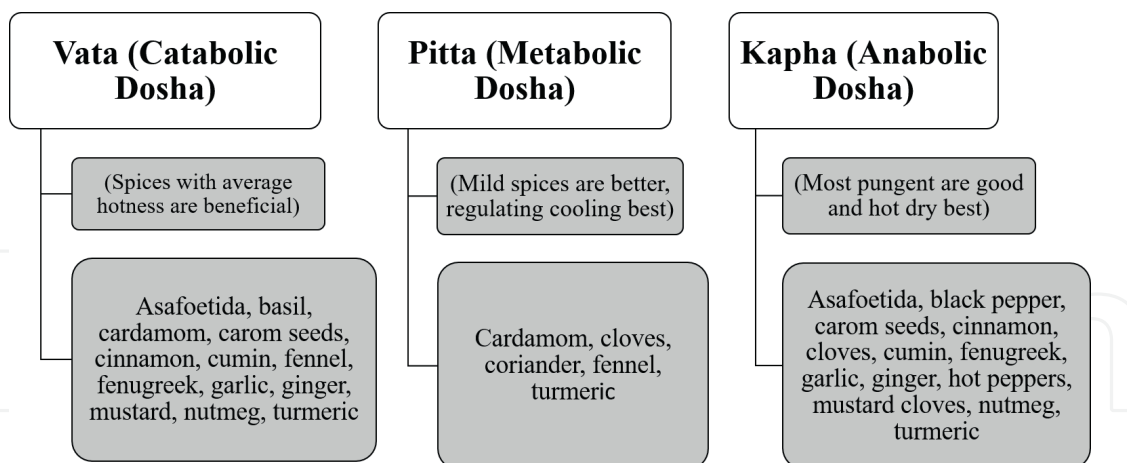 Vata (Catabolic
Dosha)
(Spices with average
hotness are beneficial)
Asafoetida, basil,
cardamom, carom seeds,
cinnamon, cumin, fennel,
fenugreek, garlic, ginger,
mustard, nutmeg, turmeric
Pitta (Metabolic
Dosha)
(Mild spices are better,
regulating cooling best)
Cardamom, cloves,
coriander, fennel,
turmeric
Kapha (Anabolic
Dosha)
(Most pungent are good
and hot dry best)
Asafoetida, black pepper,
carom seeds, cinnamon,
cloves, cumin, fenugreek,
garlic, ginger, hot peppers,
mustard cloves, nutmeg,
turmeric